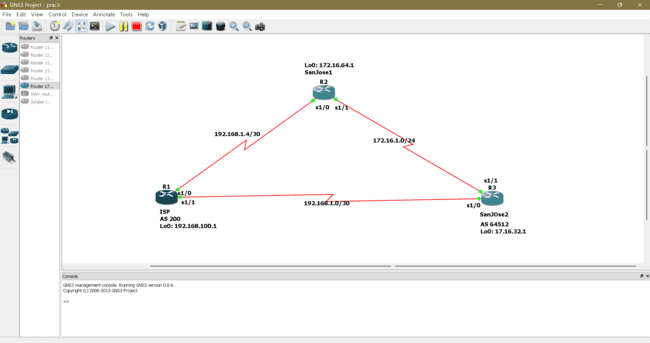 GNS3 Project - prac3
File Edit View Control Device Annotate Tools Help
Routers
Router c1...
Router c2...
Router c2...
Router c3...
Router c3...
Router c7...
Juniper r...
Lo0: 172.16.64.1
SanJose1
R2
s1/0 s1/1
192.168.1.4/30
172.16.1.0/24
R1
s1/0
s1/1
192.168.1.0/30
s1/1
R3
s1/0
ISP
AS 200
Lo0: 192.168.100.1
SanJOse2
AS 64512
Lo0: 17.16.32.1
Console
GNS3 management console. Running GNS3 version 0.8.6.
Copyright (c) 2006-2013 GNS3 Project.
=>